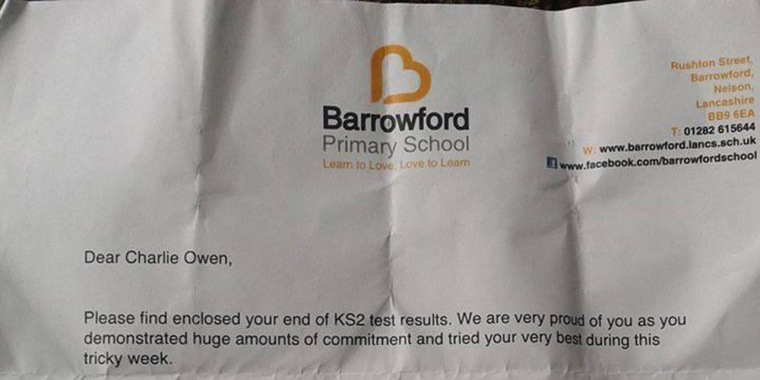 Barrowford
Primary School
Learn to Love, Love to Learn
Rushton Street,
Barrowford,
Nelson,
Lancashire
BB9 6EA
T: 01282 615644
W: www.barrowford.lancs.sch.uk
www.facebook.com/barrowfordschool
Dear Charlie Owen,
Please find enclosed your end of KS2 test results. We are very proud of you as you
demonstrated huge amounts of commitment and tried your very best during this
tricky week.